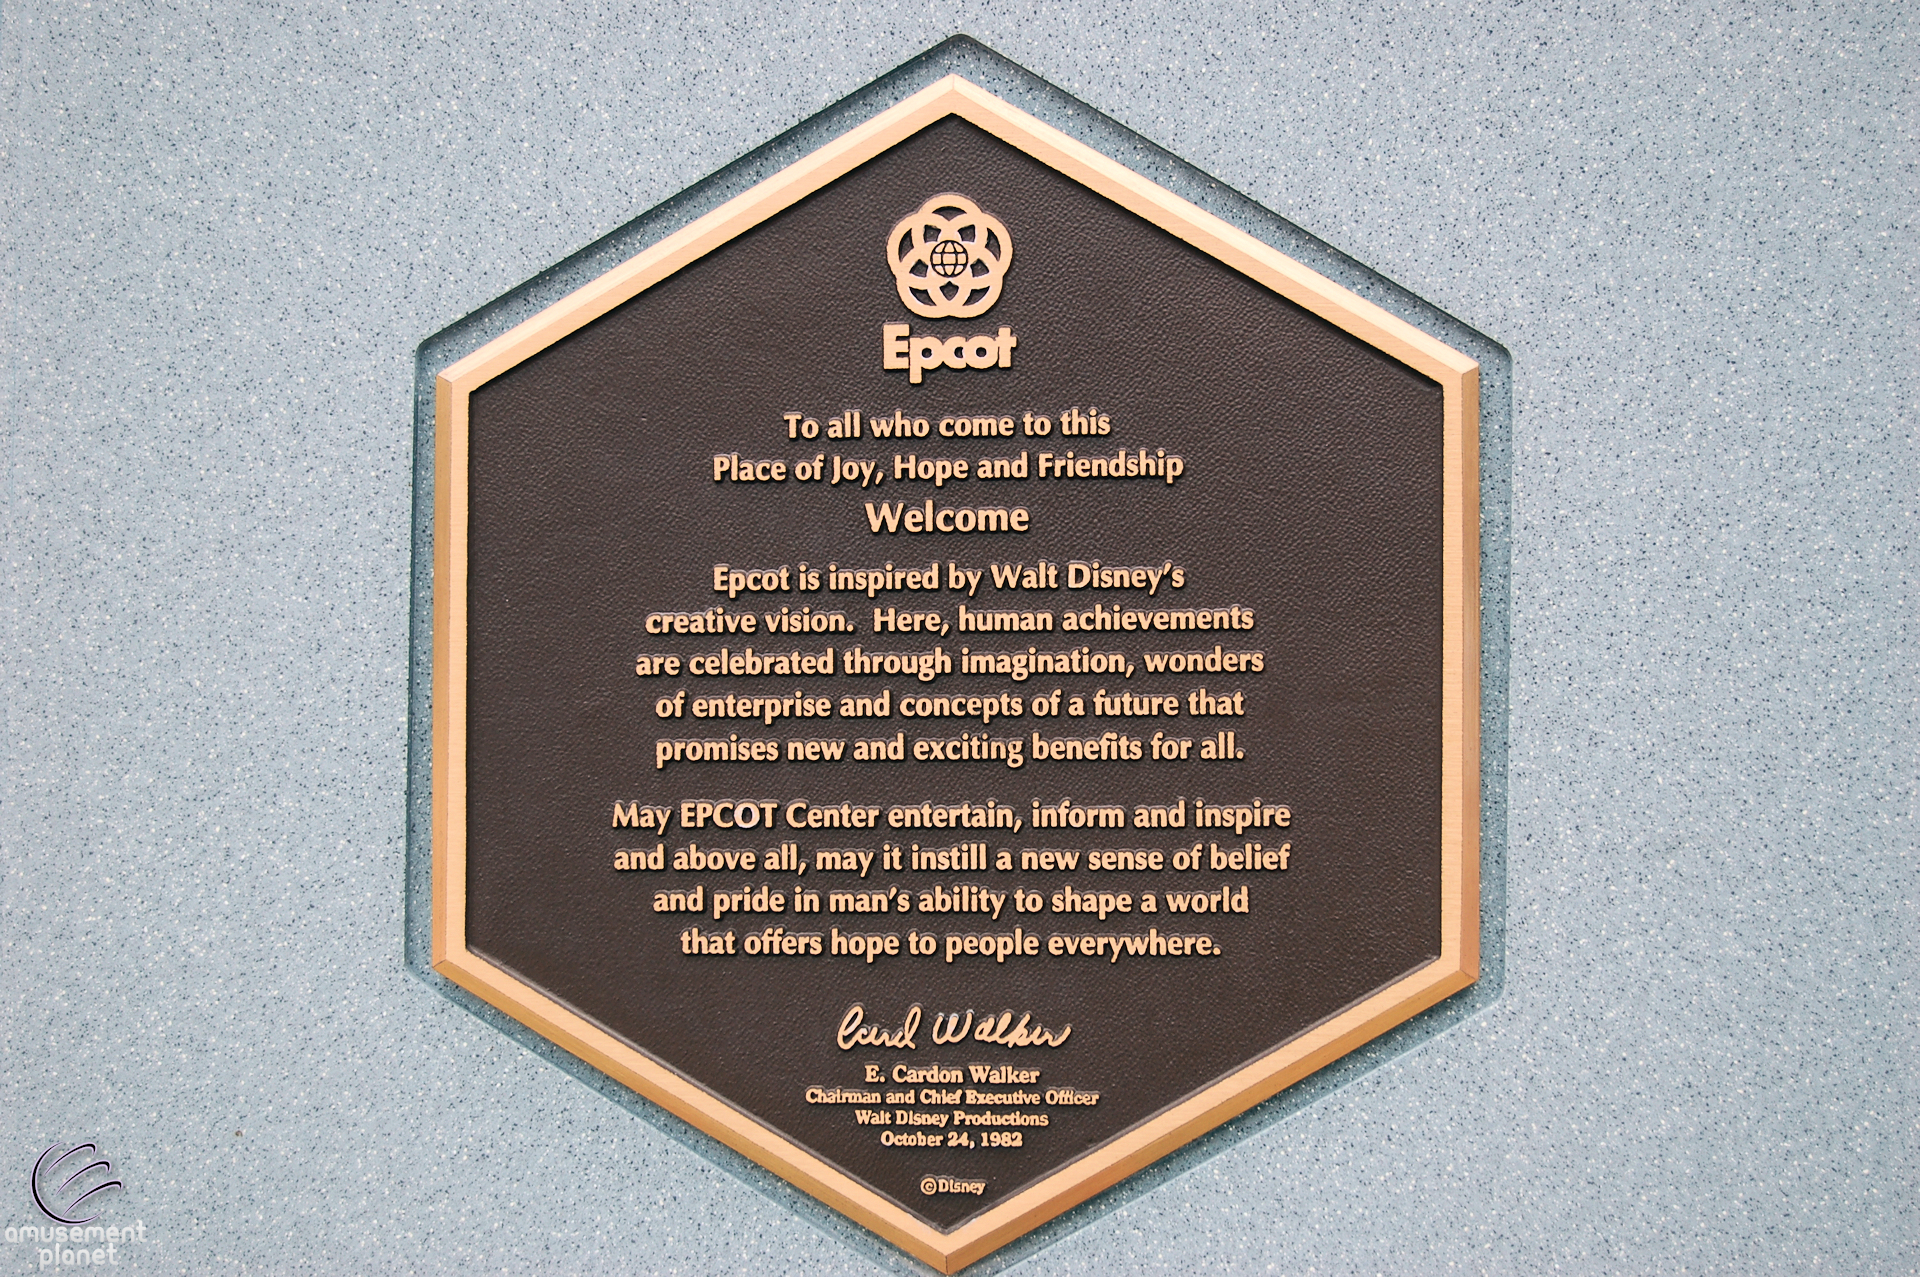 Epcot
To all who come to this
Place of Joy, Hope and Friendship
Welcome
Epcot is inspired by Walt Disney's
creative vision.  Here, human achievements
are celebrated through imagination, wonders
of enterprise and concepts of a future that
promises new and exciting benefits for all.
May EPCOT Center entertain, inform and inspire
and above all, may it instill a new sense of belief
and pride in man's ability to shape a world
that offers hope to people everywhere.
Card Walker
E. Cardon Walker
Chairman and Chief Executive Officer
Walt Disney Productions
October 24, 1982
©Disney
amusement
planet